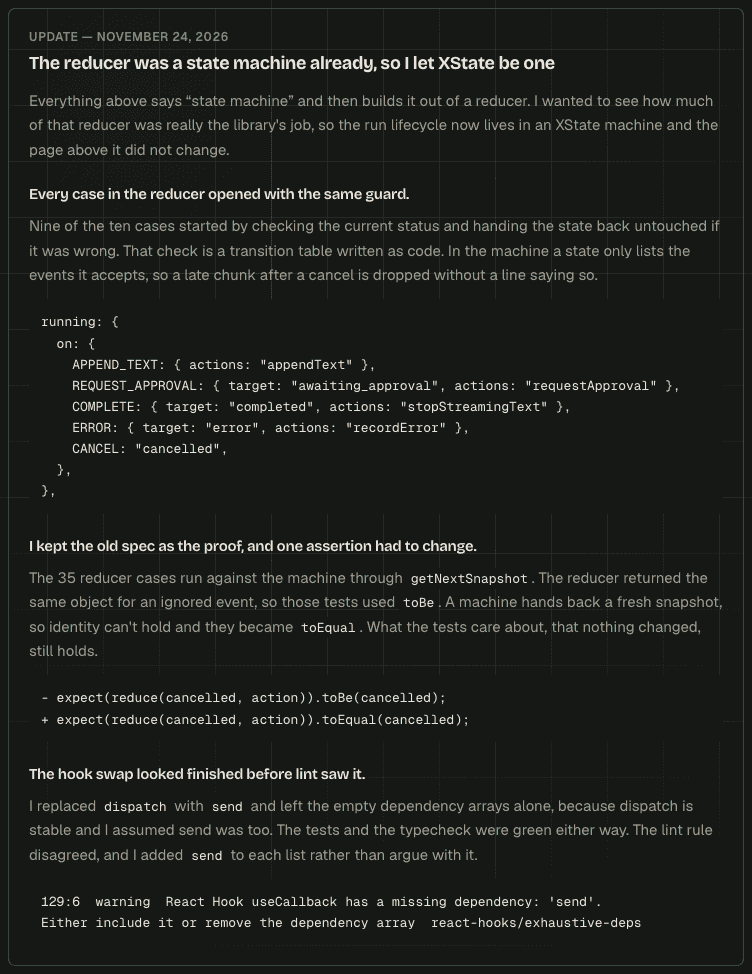 UPDATE — NOVEMBER 24, 2026
The reducer was a state machine already, so I let XState be one
Everything above says “state machine” and then builds it out of a reducer. I wanted to see how much
of that reducer was really the library's job, so the run lifecycle now lives in an XState machine and the
page above it did not change.
Every case in the reducer opened with the same guard.
Nine of the ten cases started by checking the current status and handing the state back untouched if
it was wrong. That check is a transition table written as code. In the machine a state only lists the
events it accepts, so a late chunk after a cancel is dropped without a line saying so.
running: {
  on: {
    APPEND_TEXT: { actions: "appendText" },
    REQUEST_APPROVAL: { target: "awaiting_approval", actions: "requestApproval" },
    COMPLETE: { target: "completed", actions: "stopStreamingText" },
    ERROR: { target: "error", actions: "recordError" },
    CANCEL: "cancelled",
  },
},
I kept the old spec as the proof, and one assertion had to change.
The 35 reducer cases run against the machine through getNextSnapshot. The reducer returned the
same object for an ignored event, so those tests used toBe. A machine hands back a fresh snapshot,
so identity can't hold and they became toEqual. What the tests care about, that nothing changed,
still holds.
- expect(reduce(cancelled, action)).toBe(cancelled);
+ expect(reduce(cancelled, action)).toEqual(cancelled);
The hook swap looked finished before lint saw it.
I replaced dispatch with send and left the empty dependency arrays alone, because dispatch is
stable and I assumed send was too. The tests and the typecheck were green either way. The lint rule
disagreed, and I added send to each list rather than argue with it.
129:6  warning  React Hook useCallback has a missing dependency: 'send'.
Either include it or remove the dependency array  react-hooks/exhaustive-deps